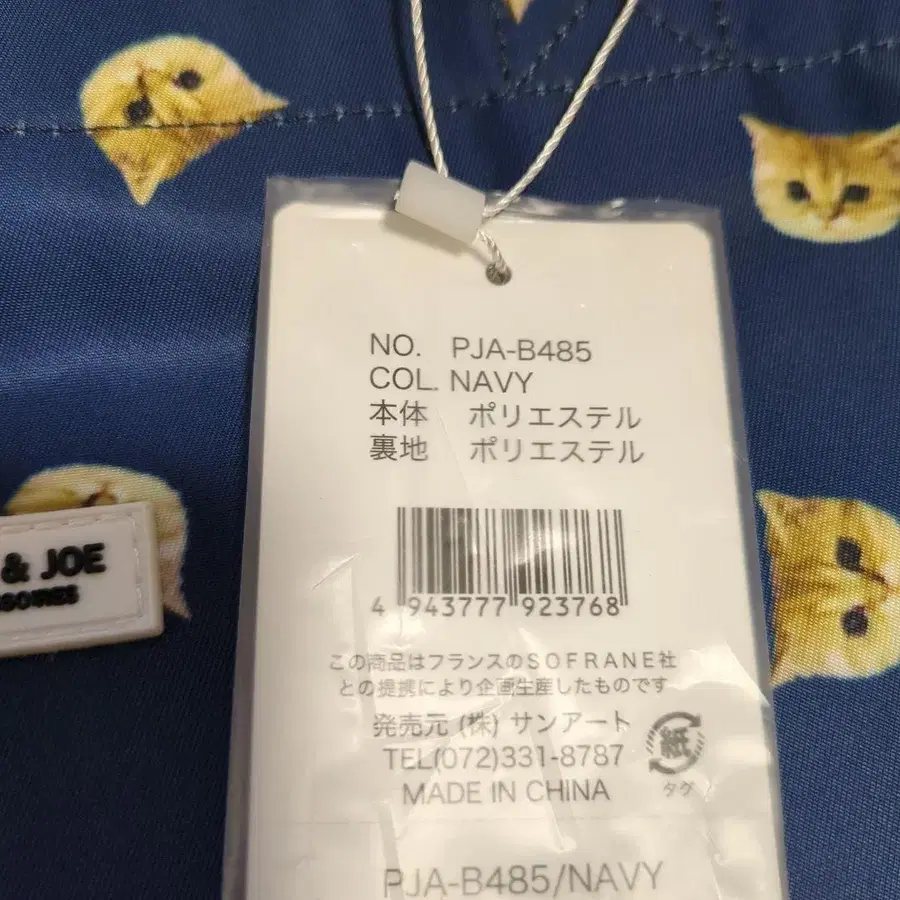 NO. PJA-B485
COL. NAVY
本体 ポリエステル
裏地 ポリエステル
4 943777 923768
この商品はフランスのSOFRANE社
との提携により企画生産したものです
発売元 (株) サンアート
TEL(072)331-8787
MADE IN CHINA
紙
タグ
PJA-B485/NAVY
& JOE